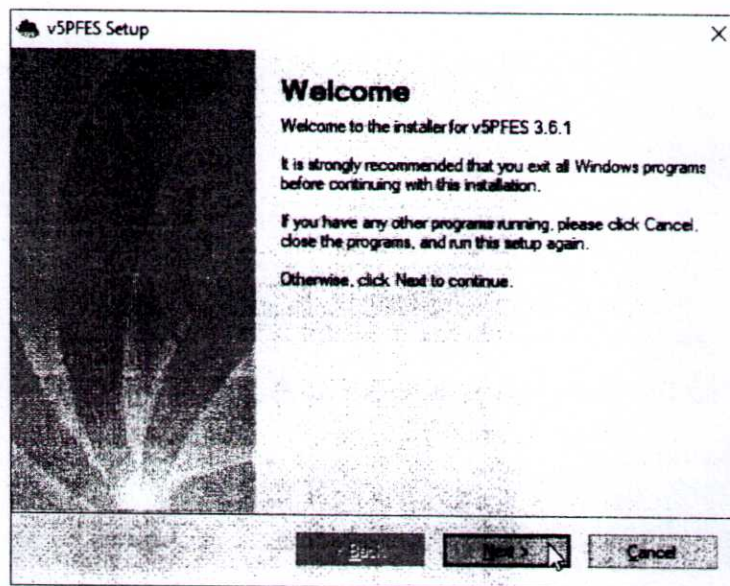 v5PFES Setup
Welcome
Welcome to the installer for v5PFES 3.6.1
It is strongly recommended that you exit all Windows programs
before continuing with this installation.
If you have any other programs running, please click Cancel,
close the programs, and run this setup again.
Otherwise, click Next to continue.
Back
Next >
Cancel